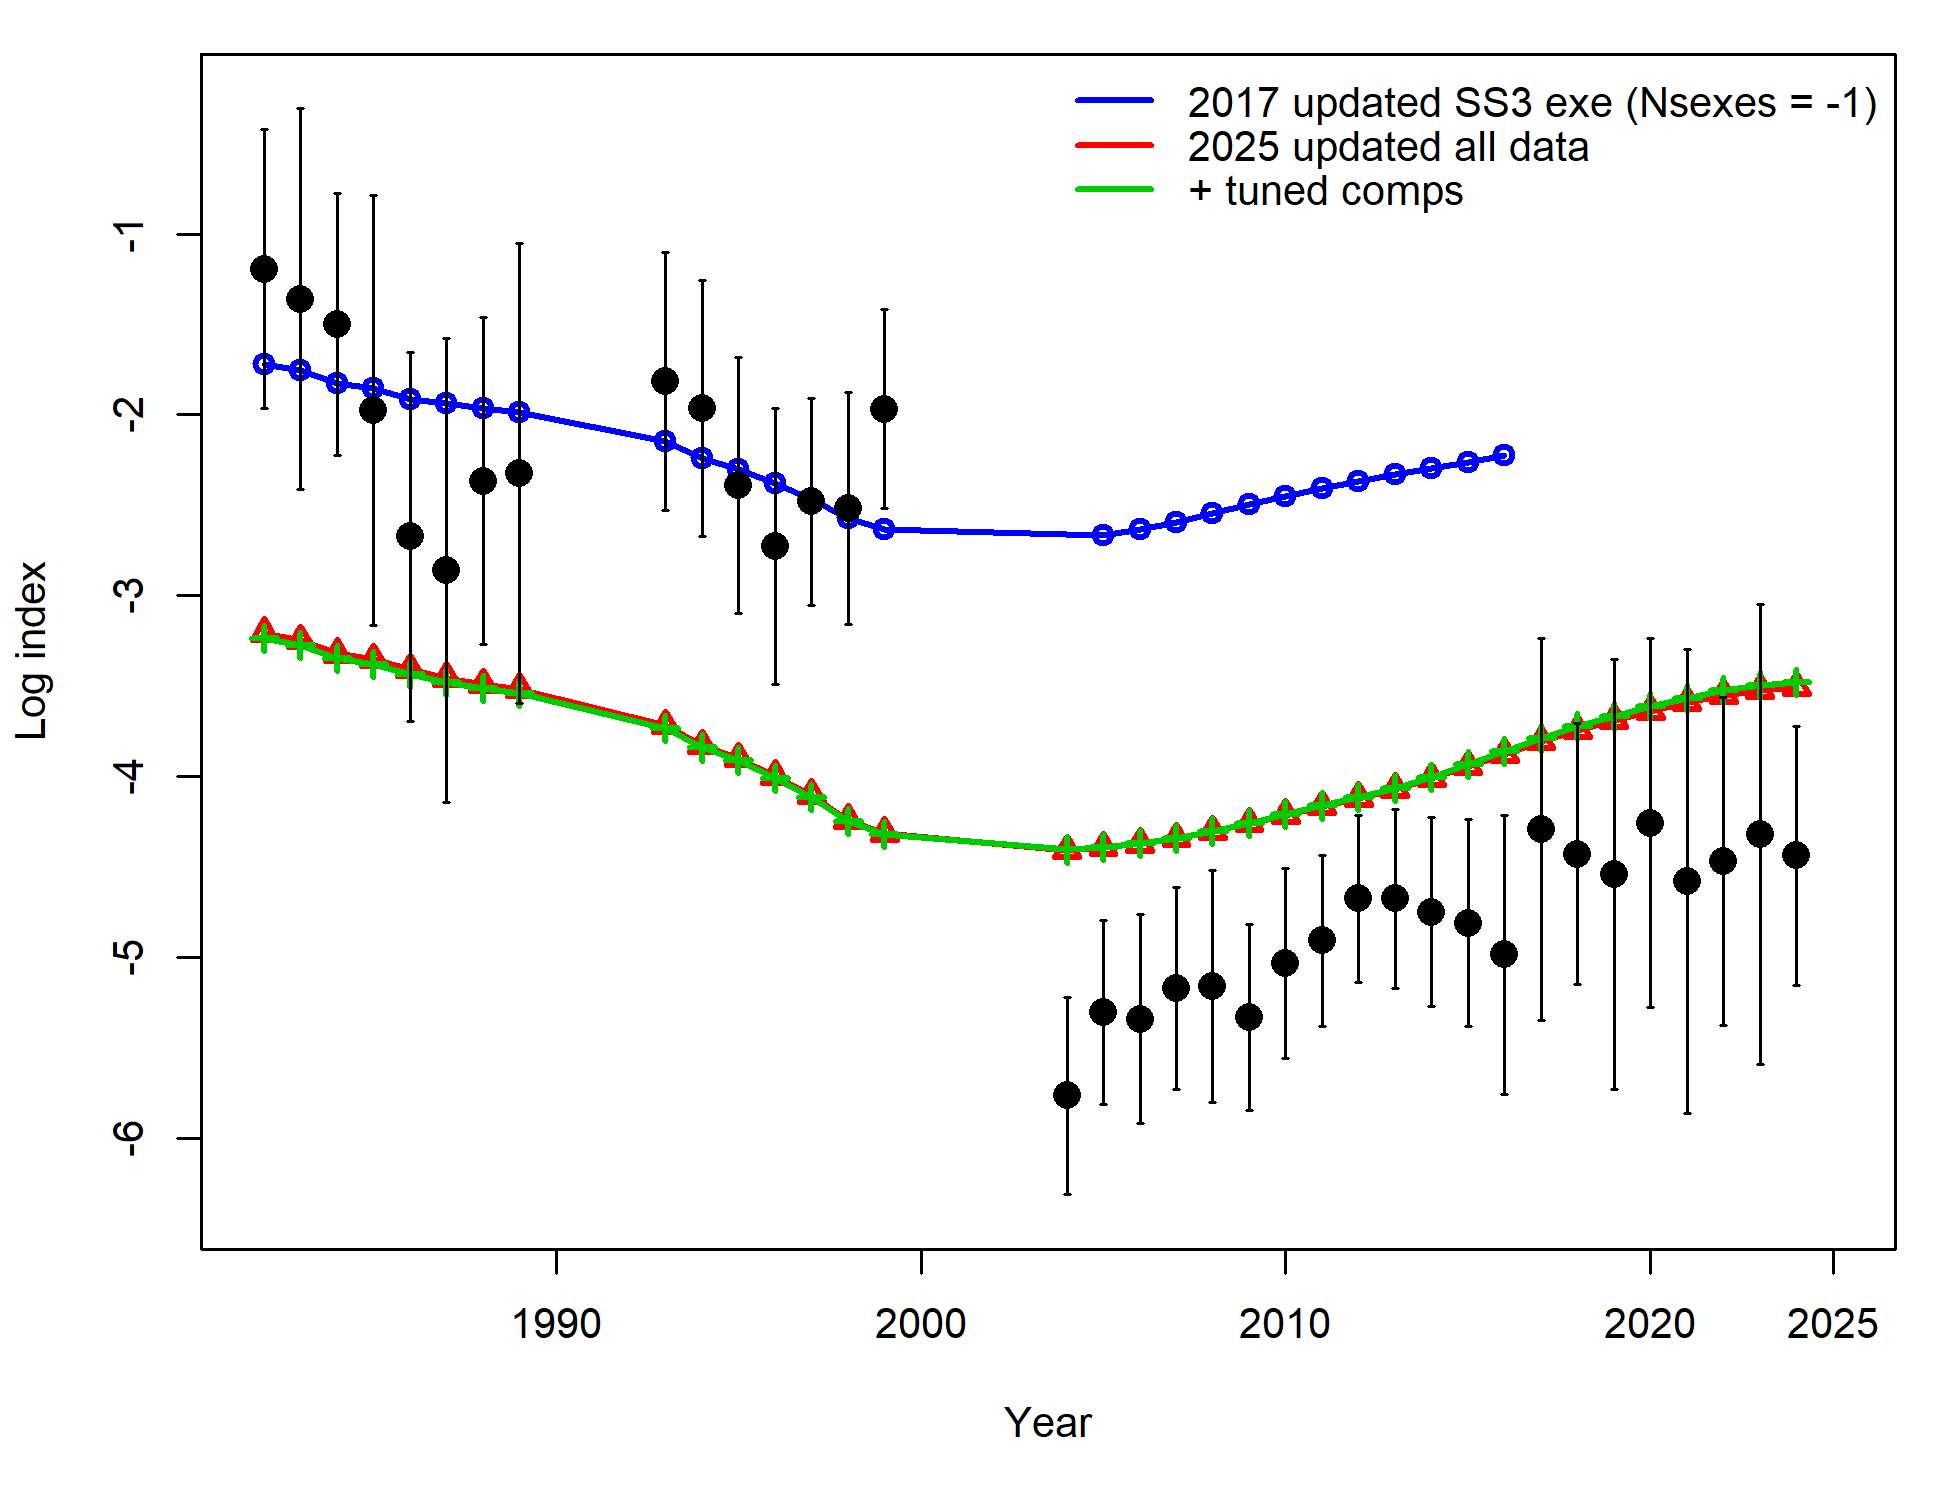 2017 updated SS3 exe (Nsexes = -1)
2025 updated all data
+ tuned comps
Log index
-1
-2
-3
-4
-5
-6
1990
2000
2010
2020
2025
Year